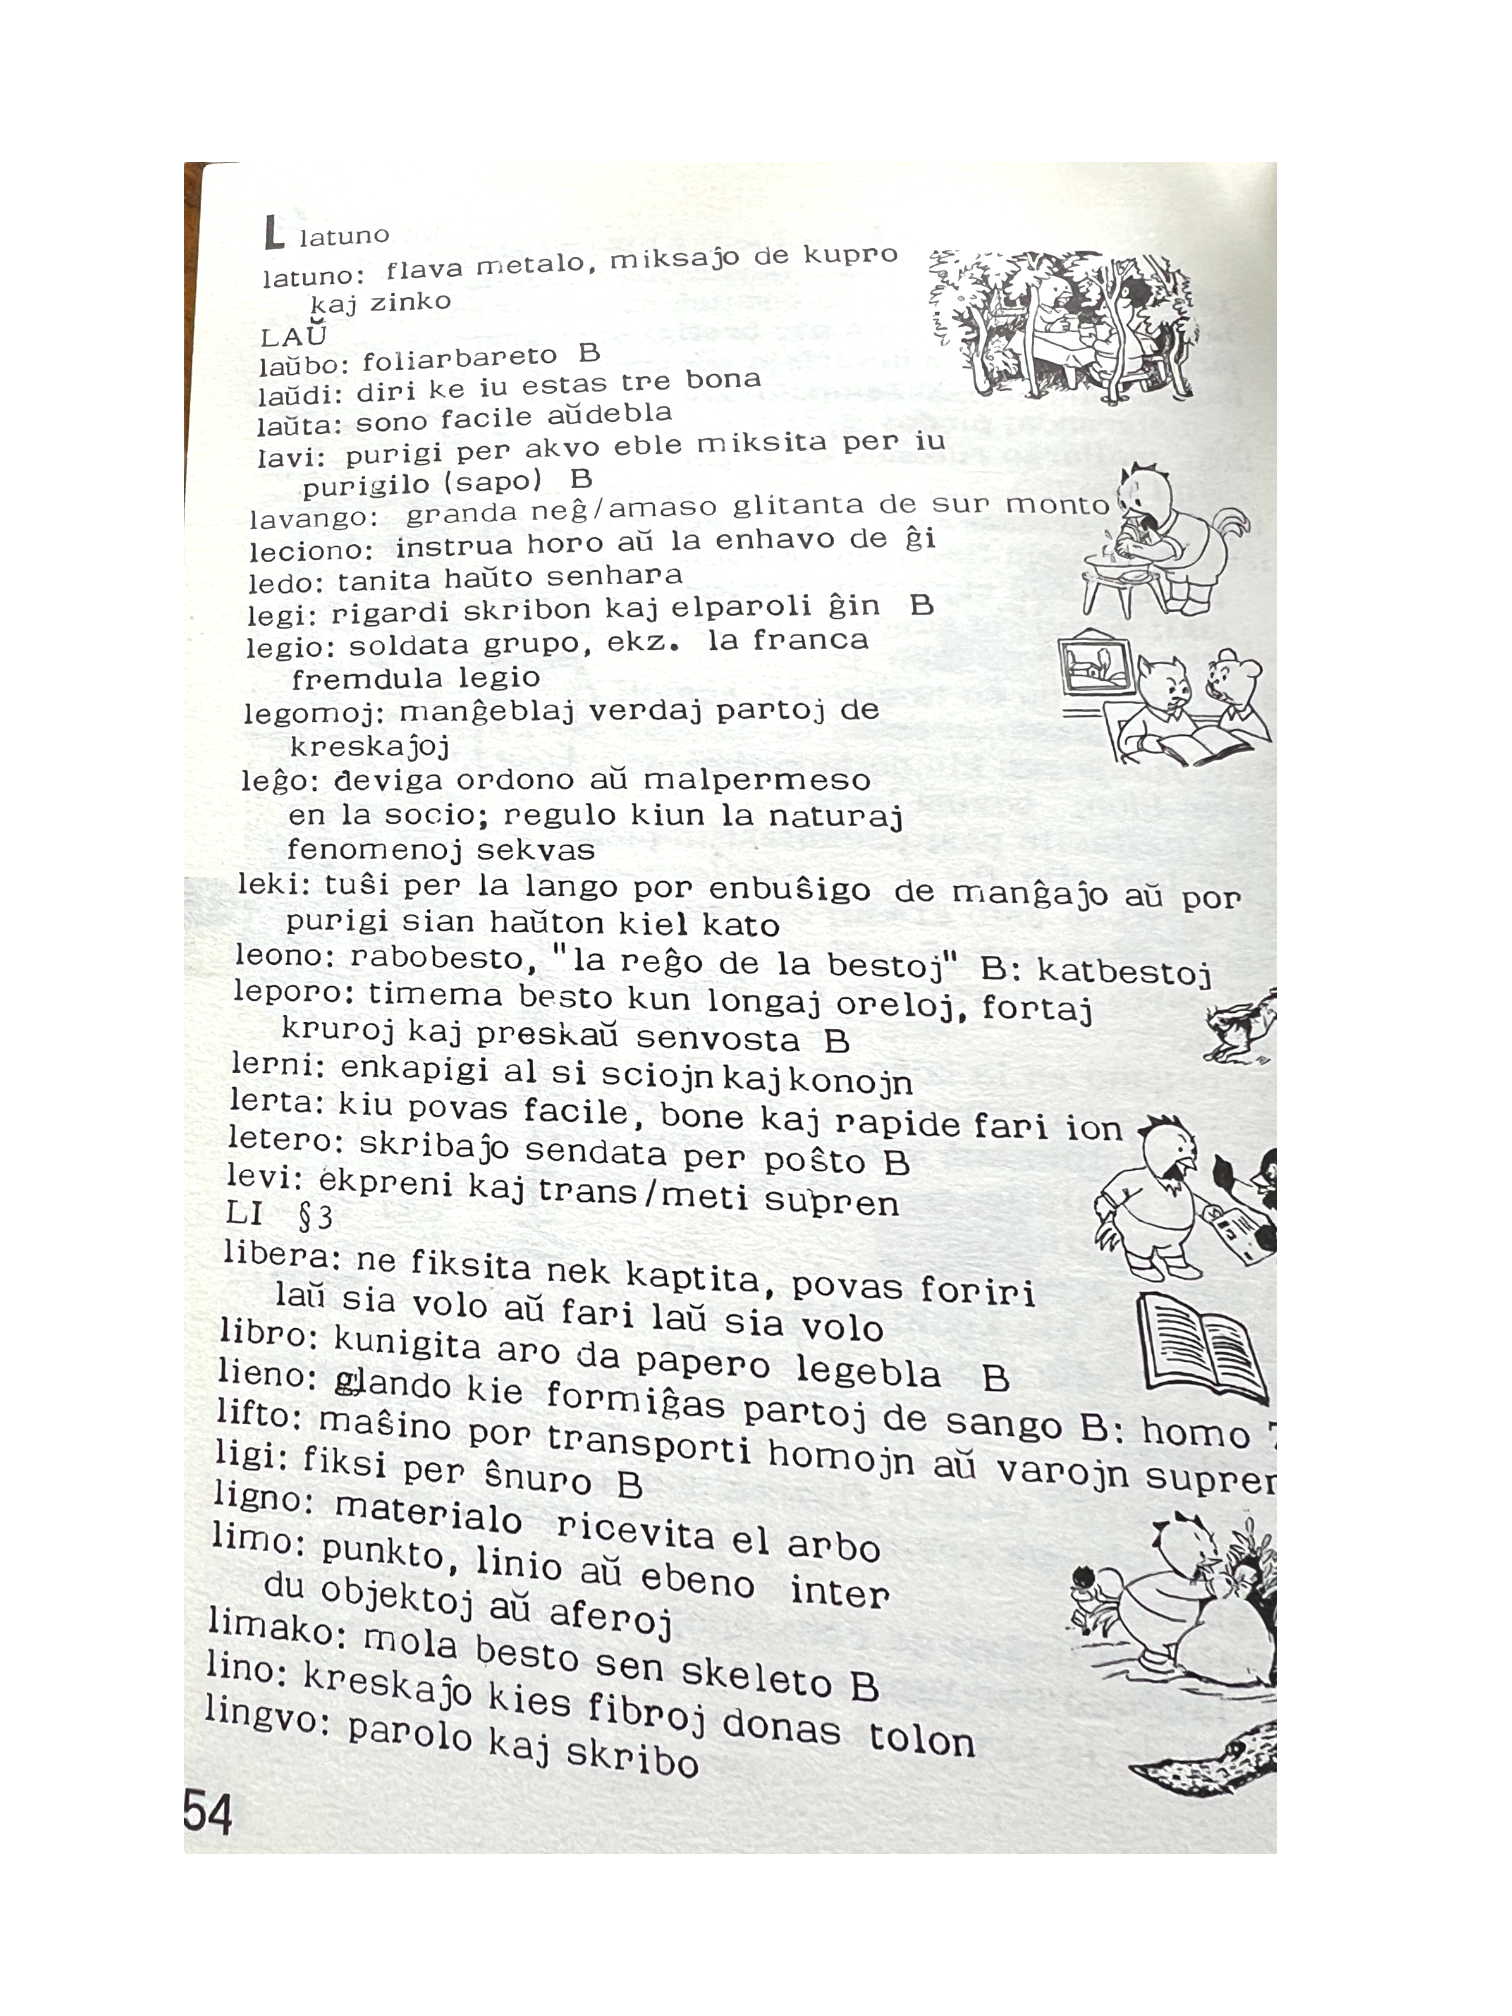 L latuno
latuno: flava metalo, miksaĵo de kupro
kaj zinko
LAŬ
laŭbo: foliarbareto B
laŭdi: diri ke iu estas tre bona
laŭta: sono facile aŭdebla
lavi: purigi per akvo eble miksita per iu
purigilo (sapo) B
lavango: granda neĝ/amaso glitanta de sur monto
leciono: instrua horo aŭ la enhavo de ĝi
ledo: tanita haŭto senhara
legi: rigardi skribon kaj elparoli ĝin B
legio: soldata grupo, ekz. la franca
fremdula legio
legomoj: manĝeblaj verdaj partoj de
kreskaĵoj
leĝo: deviga ordono aŭ malpermeso
en la socio; regulo kiun la naturaj
fenomenoj sekvas
leki: tuŝi per la lango por enbuŝigo de manĝaĵo aŭ por
purigi sian haŭton kiel kato
leono: rabobesto, "la reĝo de la bestoj" B: katbestoj
leporo: timema besto kun longaj oreloj, fortaj
kruroj kaj preskaŭ senvosta B
lerni: enkapigi al si sciojn kaj konojn
lerta: kiu povas facile, bone kaj rapide fari ion
letero: skribaĵo sendata per poŝto B
levi: ekpreni kaj trans/meti supren
LI §3
libera: ne fiksita nek kaptita, povas foriri
laŭ sia volo aŭ fari laŭ sia volo
libro: kunigita aro da papero legebla B
lieno: glando kie formiĝas partoj de sango B: homo
lifto: maŝino por transporti homojn aŭ varojn supren
ligi: fiksi per ŝnuro B
ligno: materialo ricevita el arbo
limo: punkto, linio aŭ ebeno inter
du objektoj aŭ aferoj
limako: mola besto sen skeleto B
lino: kreskaĵo kies fibroj donas tolon
lingvo: parolo kaj skribo
54